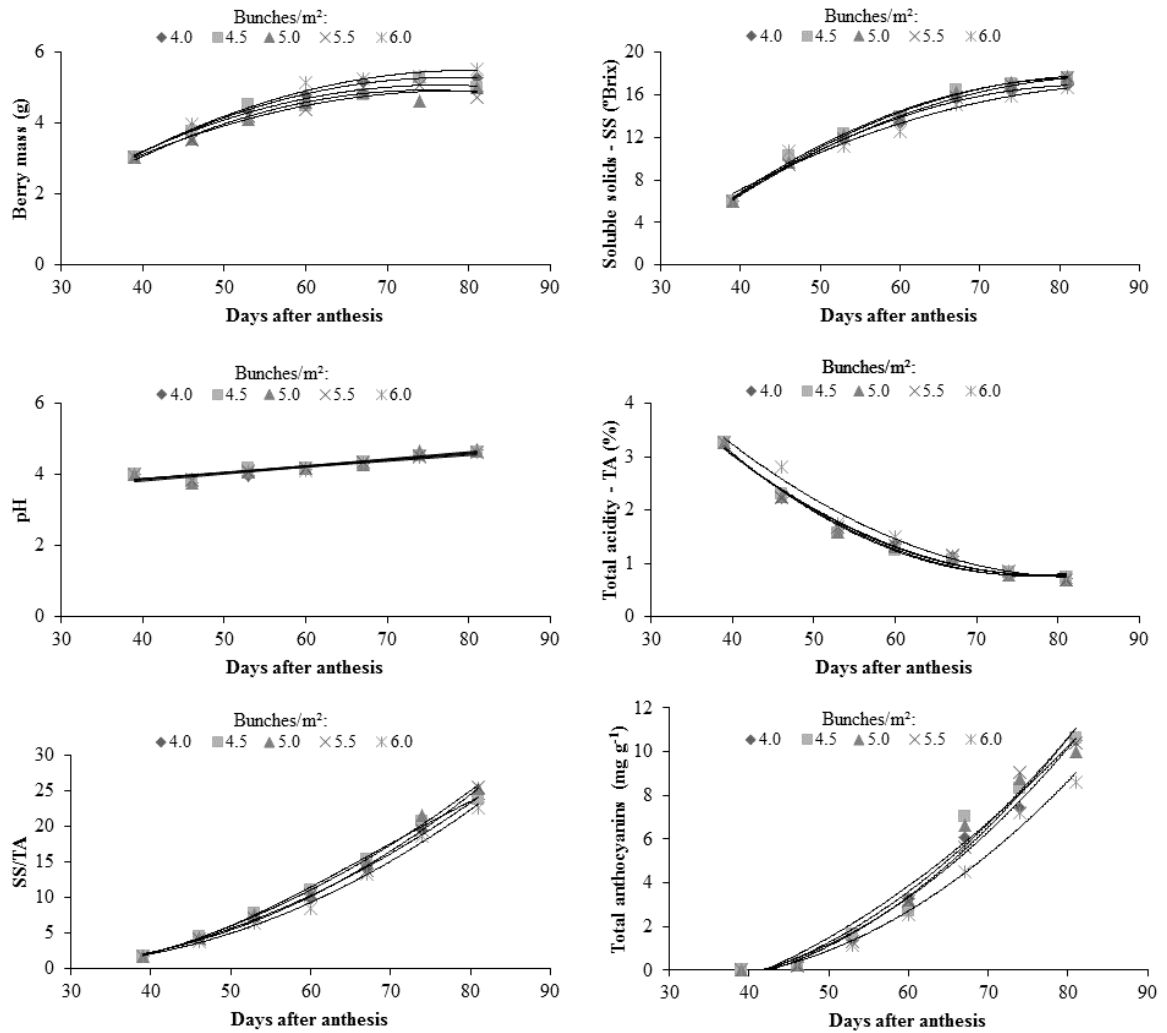 Bunches/m²:
4.0 4.5 5.0 5.5 6.0
6
4
2
0
Berry mass (g)
30 40 50 60 70 80 90
Days after anthesis
Bunches/m²:
4.0 4.5 5.0 5.5 6.0
20
16
12
8
4
0
Soluble solids - SS (ºBrix)
30 40 50 60 70 80 90
Days after anthesis
Bunches/m²:
4.0 4.5 5.0 5.5 6.0
6
4
2
0
pH
30 40 50 60 70 80 90
Days after anthesis
Bunches/m²:
4.0 4.5 5.0 5.5 6.0
4
3
2
1
0
Total acidity - TA (%)
30 40 50 60 70 80 90
Days after anthesis
Bunches/m²:
4.0 4.5 5.0 5.5 6.0
30
25
20
15
10
5
0
SS/TA
30 40 50 60 70 80 90
Days after anthesis
Bunches/m²:
4.0 4.5 5.0 5.5 6.0
12
10
8
6
4
2
0
Total anthocyanins (mg g⁻¹)
30 40 50 60 70 80 90
Days after anthesis